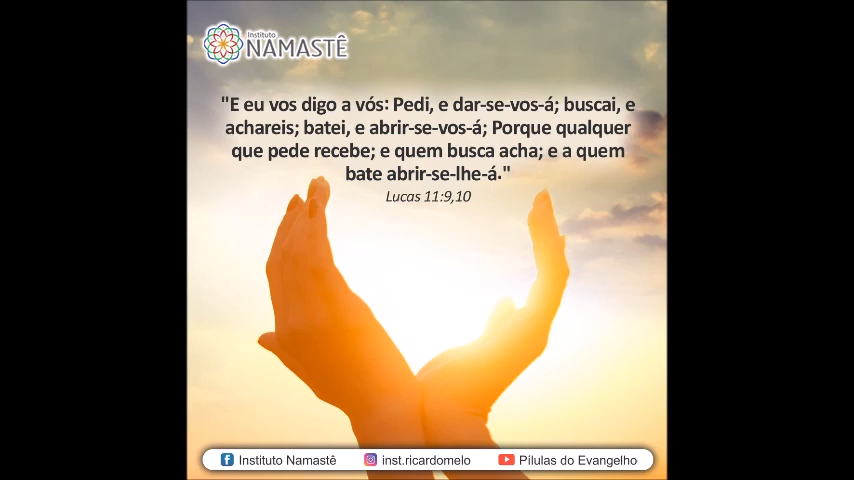 Instituto
NAMASTÊ
"E eu vos digo a vós: Pedi, e dar-se-vos-á; buscai, e
achareis; batei, e abrir-se-vos-á; Porque qualquer
que pede recebe; e quem busca acha; e a quem
bate abrir-se-lhe-á."
Lucas 11:9,10
Instituto Namastê inst.ricardomelo Pílulas do Evangelho